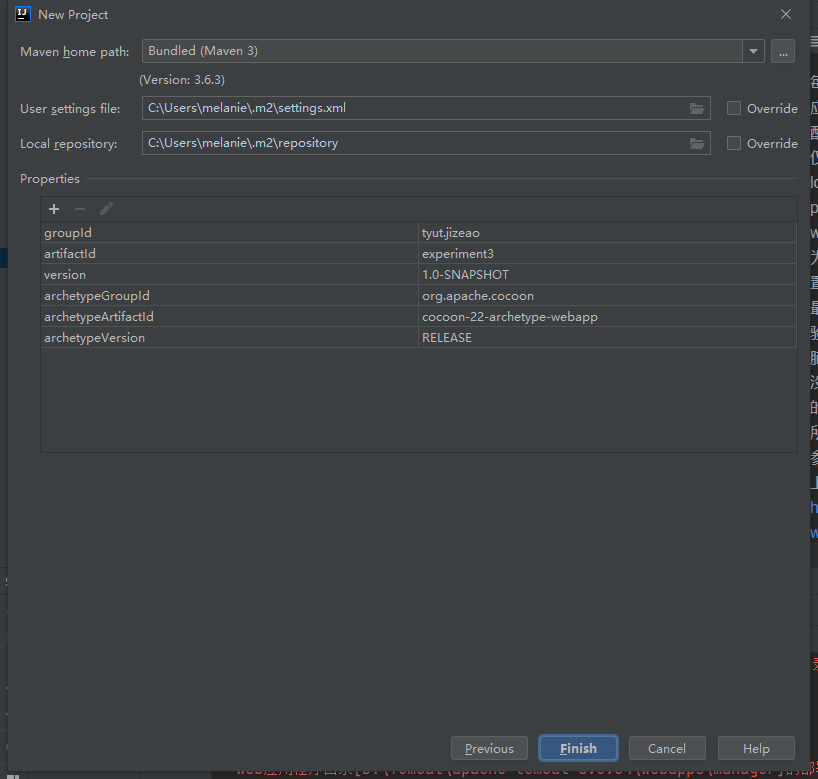 New Project
Maven home path: Bundled (Maven 3) ...
(Version: 3.6.3)
User settings file: C:\Users\melanie\.m2\settings.xml Override
Local repository: C:\Users\melanie\.m2\repository Override
Properties
groupId tyut.jizeao
artifactId experiment3
version 1.0-SNAPSHOT
archetypeGroupId org.apache.cocoon
archetypeArtifactId cocoon-22-archetype-webapp
archetypeVersion RELEASE
Previous Finish Cancel Help